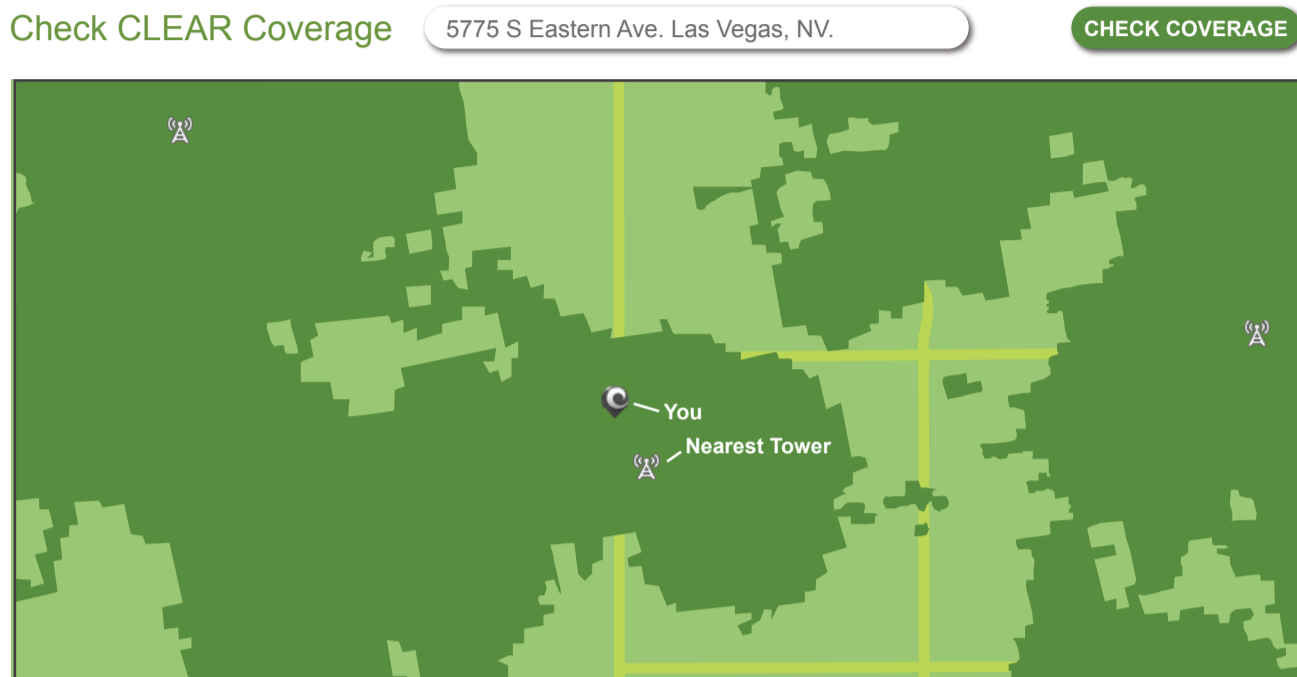 Check CLEAR Coverage
5775 S Eastern Ave. Las Vegas, NV.
CHECK COVERAGE
You
Nearest Tower